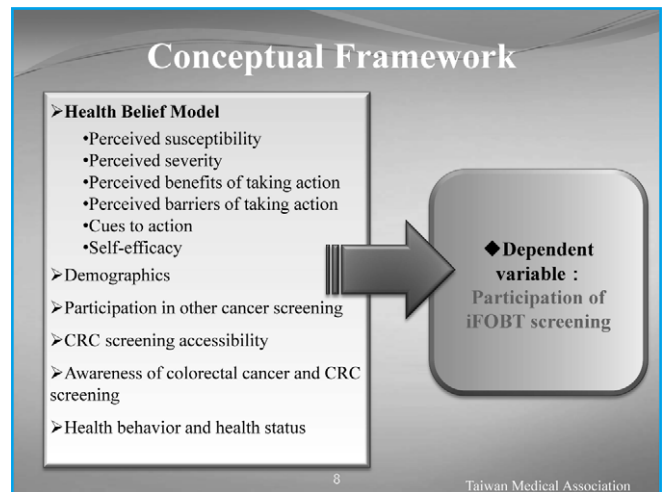 Conceptual Framework
➢Health Belief Model
•Perceived susceptibility
•Perceived severity
•Perceived benefits of taking action
•Perceived barriers of taking action
•Cues to action
•Self-efficacy
➢Demographics
➢Participation in other cancer screening
➢CRC screening accessibility
➢Awareness of colorectal cancer and CRC
screening
➢Health behavior and health status
◆Dependent
variable：
Participation of
iFOBT screening
8
Taiwan Medical Association